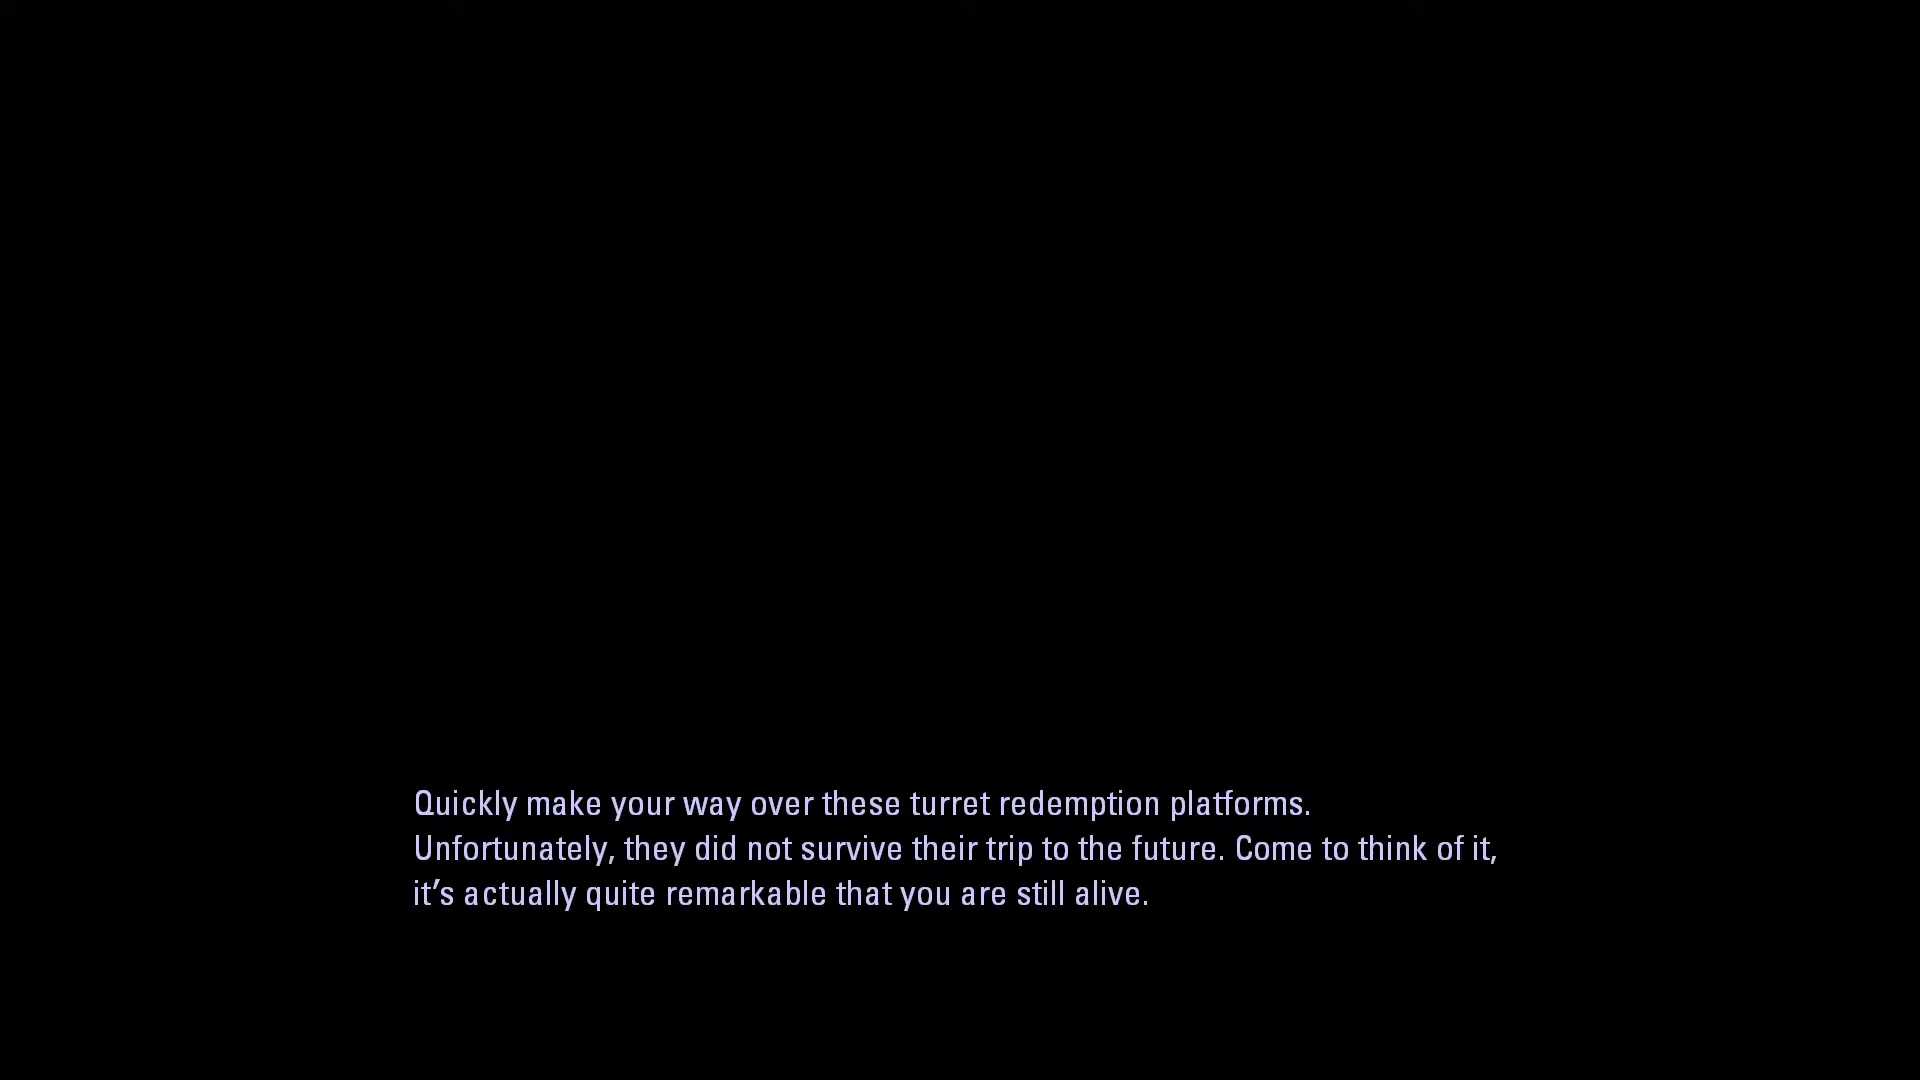 Quickly make your way over these turret redemption platforms.
Unfortunately, they did not survive their trip to the future. Come to think of it,
it’s actually quite remarkable that you are still alive.